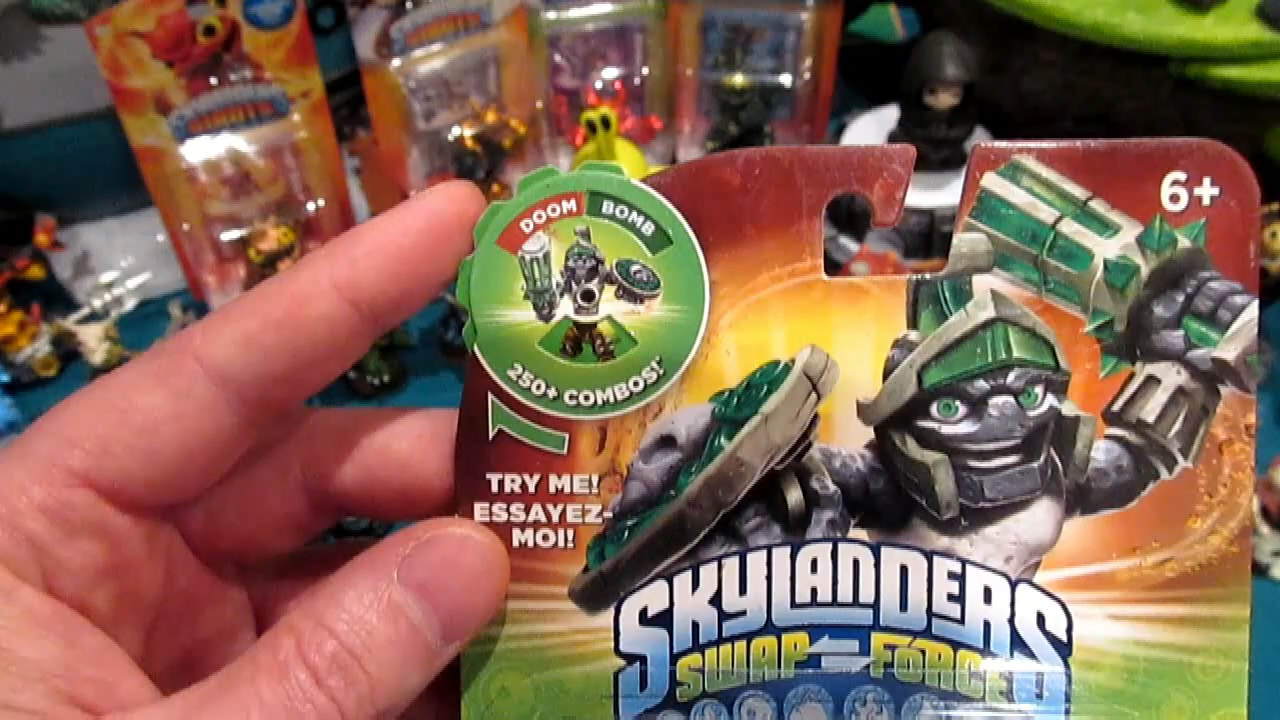 DOOM BOMB
250+ COMBOS!
TRY ME!
ESSAYEZ-
MOI!
6+
SKYLANDERS
SWAP FORCE